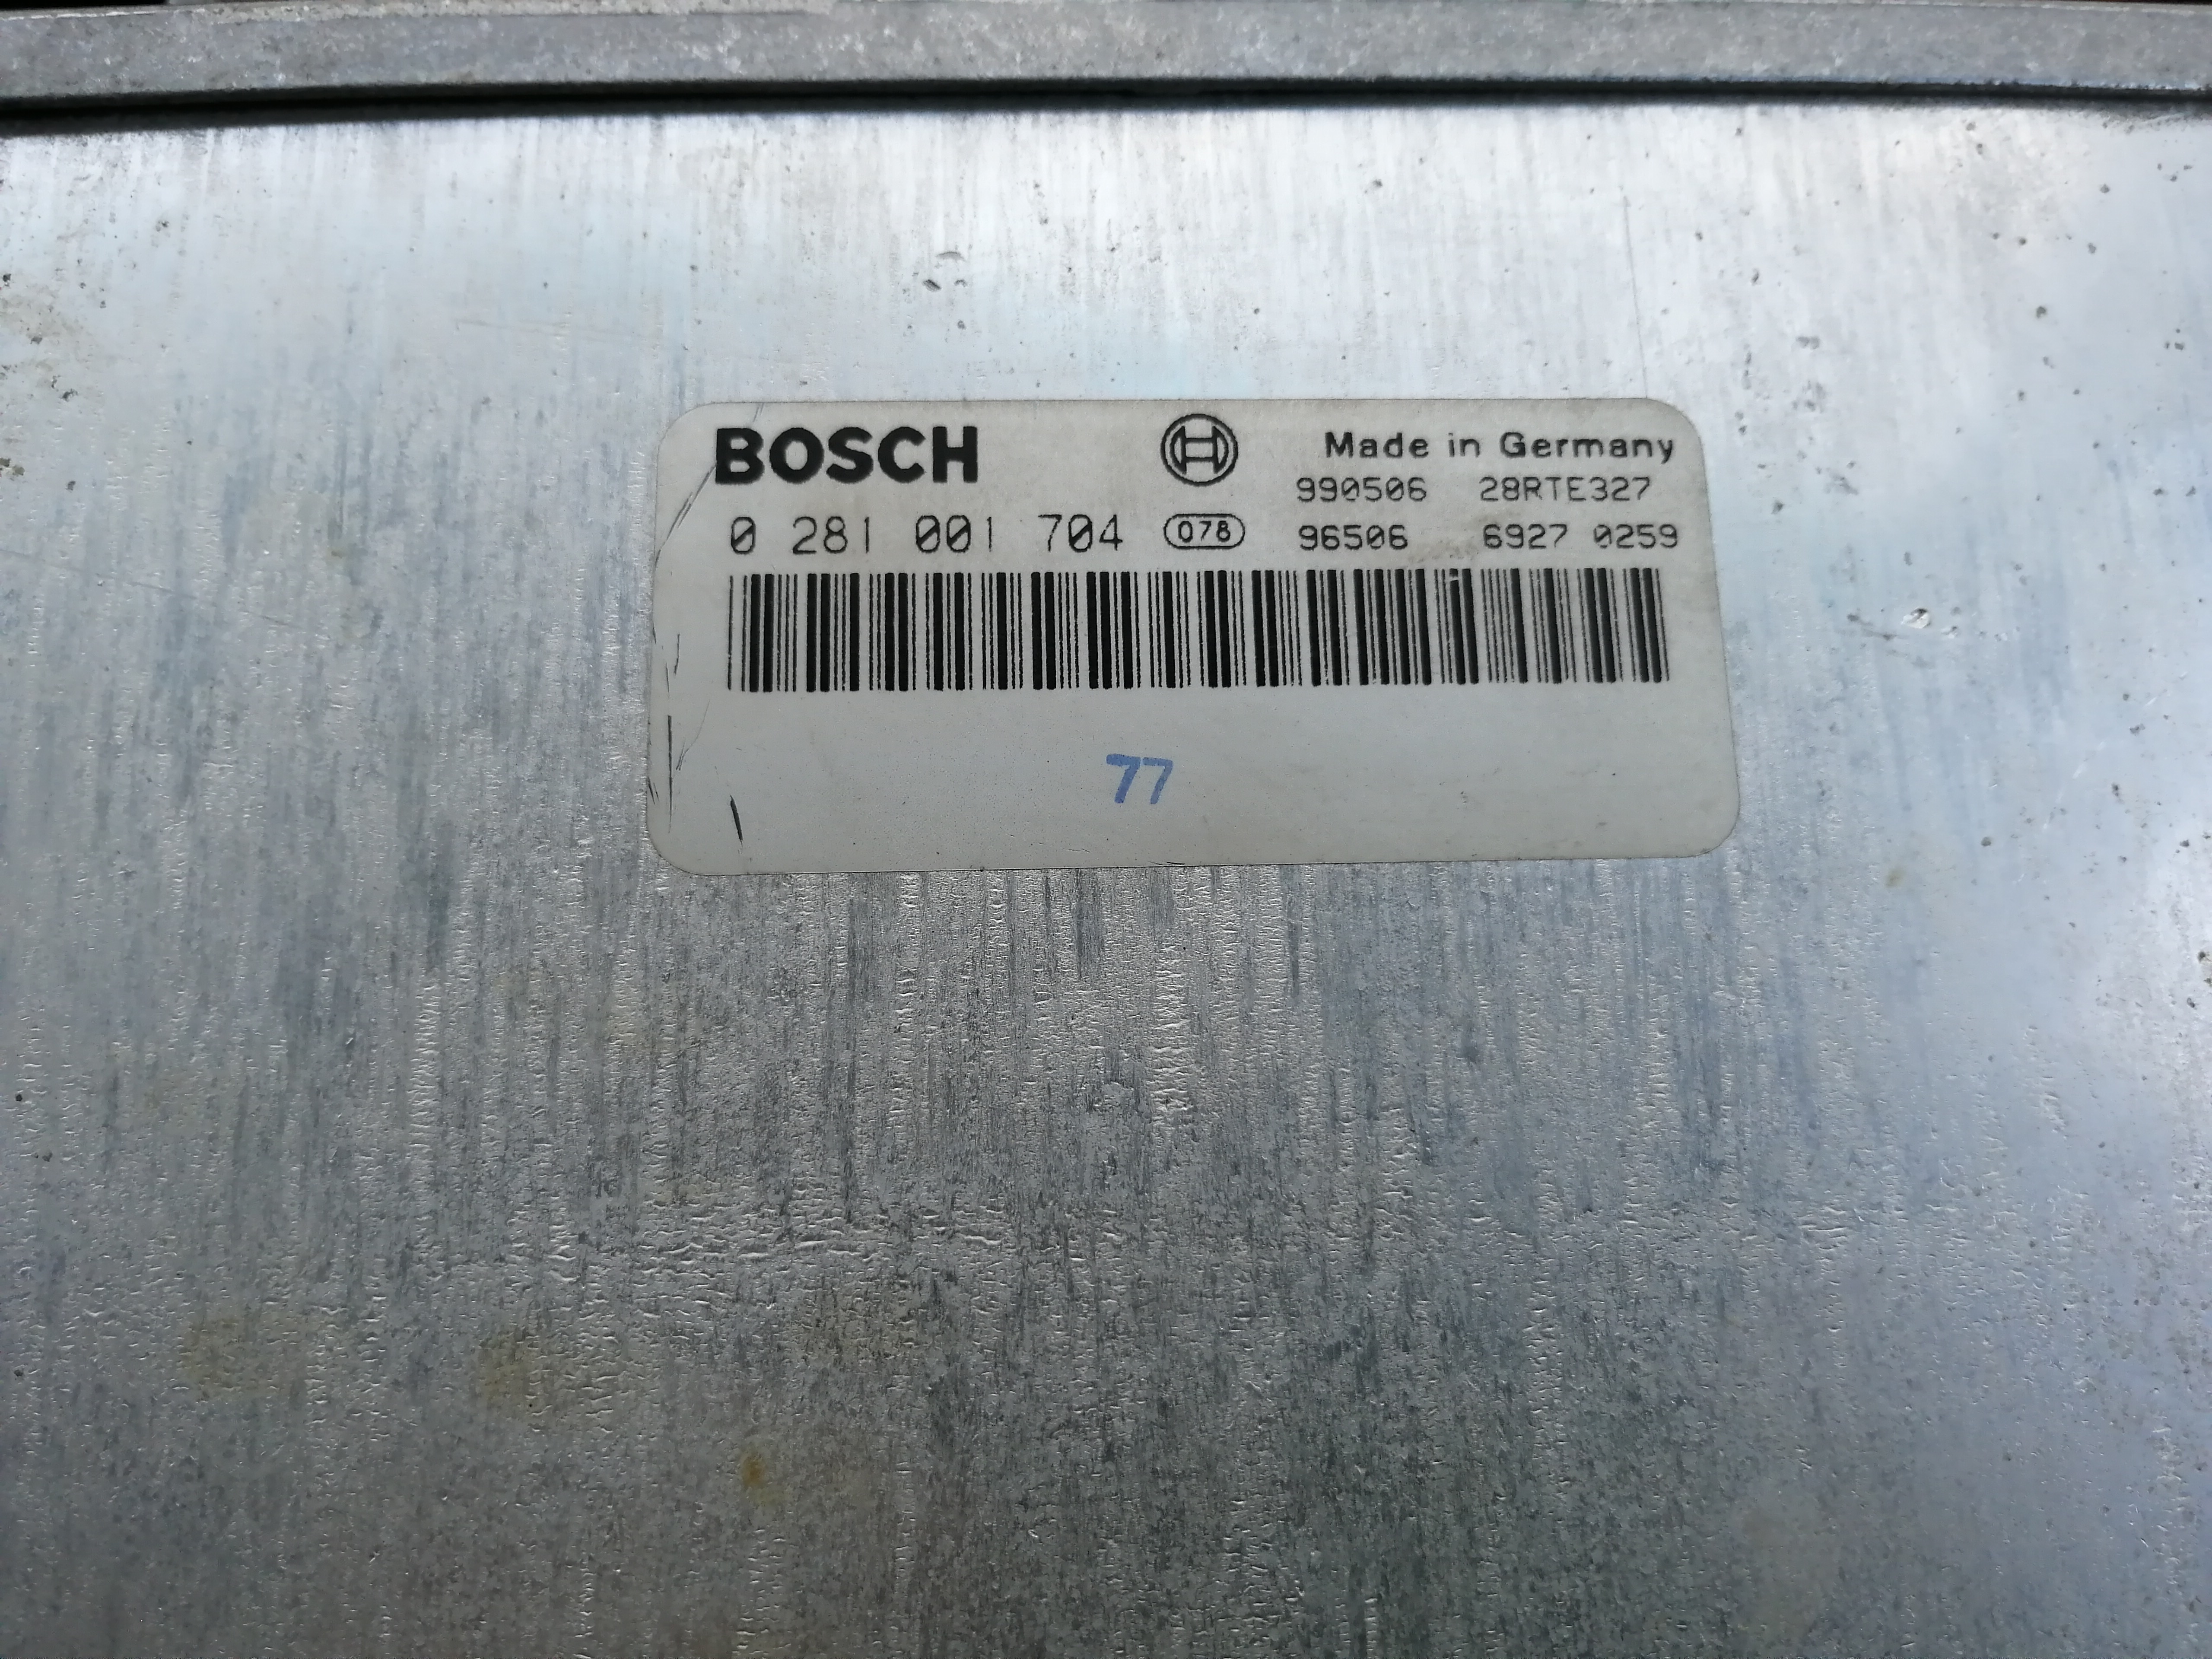 BOSCH
Made in Germany
990506 28RTE327
0 281 001 704 078 96506 6927 0259
77